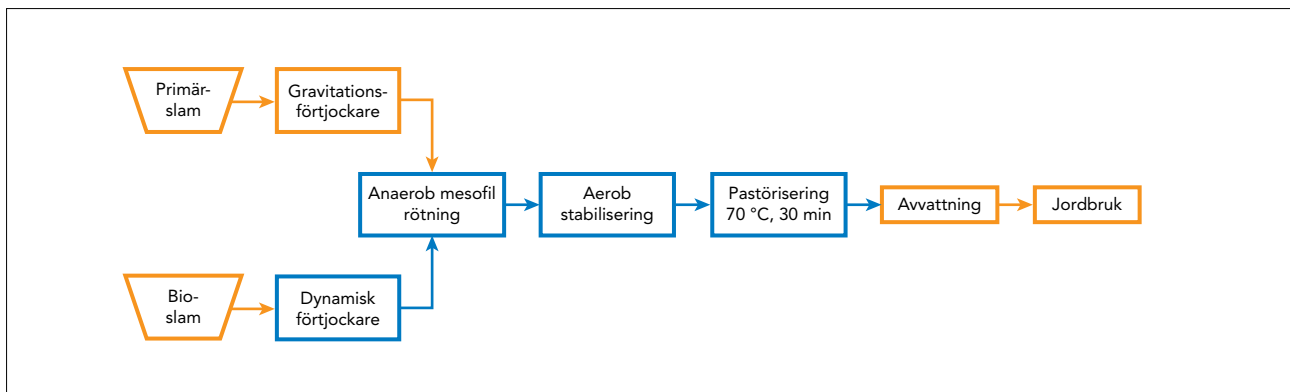 Primär-
slam
Gravitations-
förtjockare
Anaerob mesofil
rötning
Aerob
stabilisering
Pastörisering
70 °C, 30 min
Avvattning
Jordbruk
Bio-
slam
Dynamisk
förtjockare